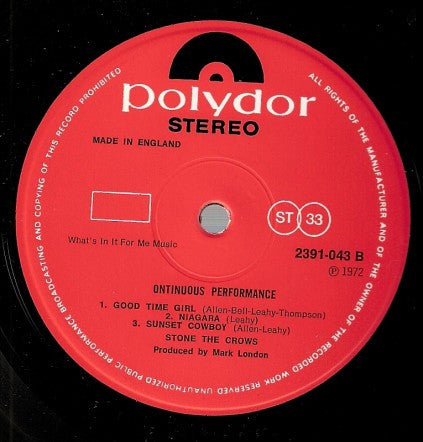 polydor
STEREO
MADE IN ENGLAND
ST 33
What's In It For Me Music
2391-043 B
℗ 1972
ONTINUOUS PERFORMANCE
1. GOOD TIME GIRL (Allen-Bell-Leahy-Thompson)
2. NIAGARA (Leahy)
3. SUNSET COWBOY (Allen-Leahy)
STONE THE CROWS
Produced by Mark London
ALL RIGHTS OF THE MANUFACTURER AND OF THE OWNER OF THE RECORDED WORK RESERVED UNAUTHORIZED PUBLIC PERFORMANCE BROADCASTING AND COPYING OF THIS RECORD PROHIBITED